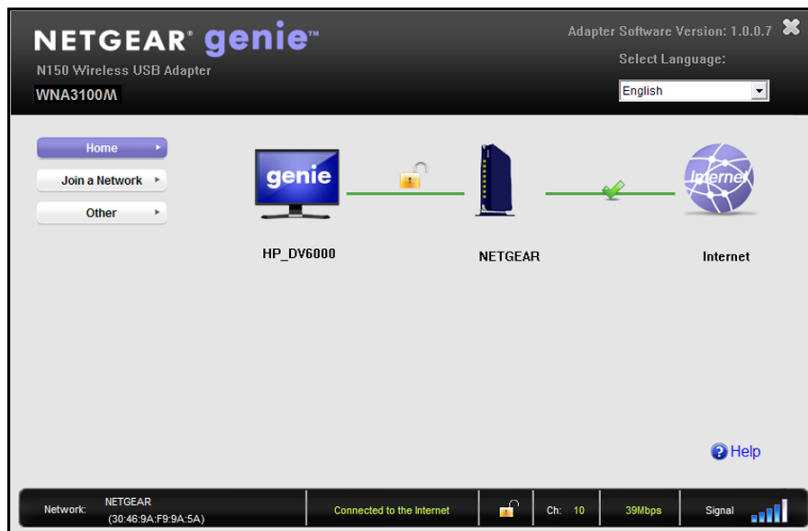 NETGEAR® genie™
Adapter Software Version: 1.0.0.7
N150 Wireless USB Adapter
Select Language:
WNA3100M
English
Home
Join a Network
Other
genie
Internet
HP_DV6000
NETGEAR
Internet
Help
Network: NETGEAR
(30:46:9A:F9:9A:5A)
Connected to the Internet
Ch: 10
39Mbps
Signal